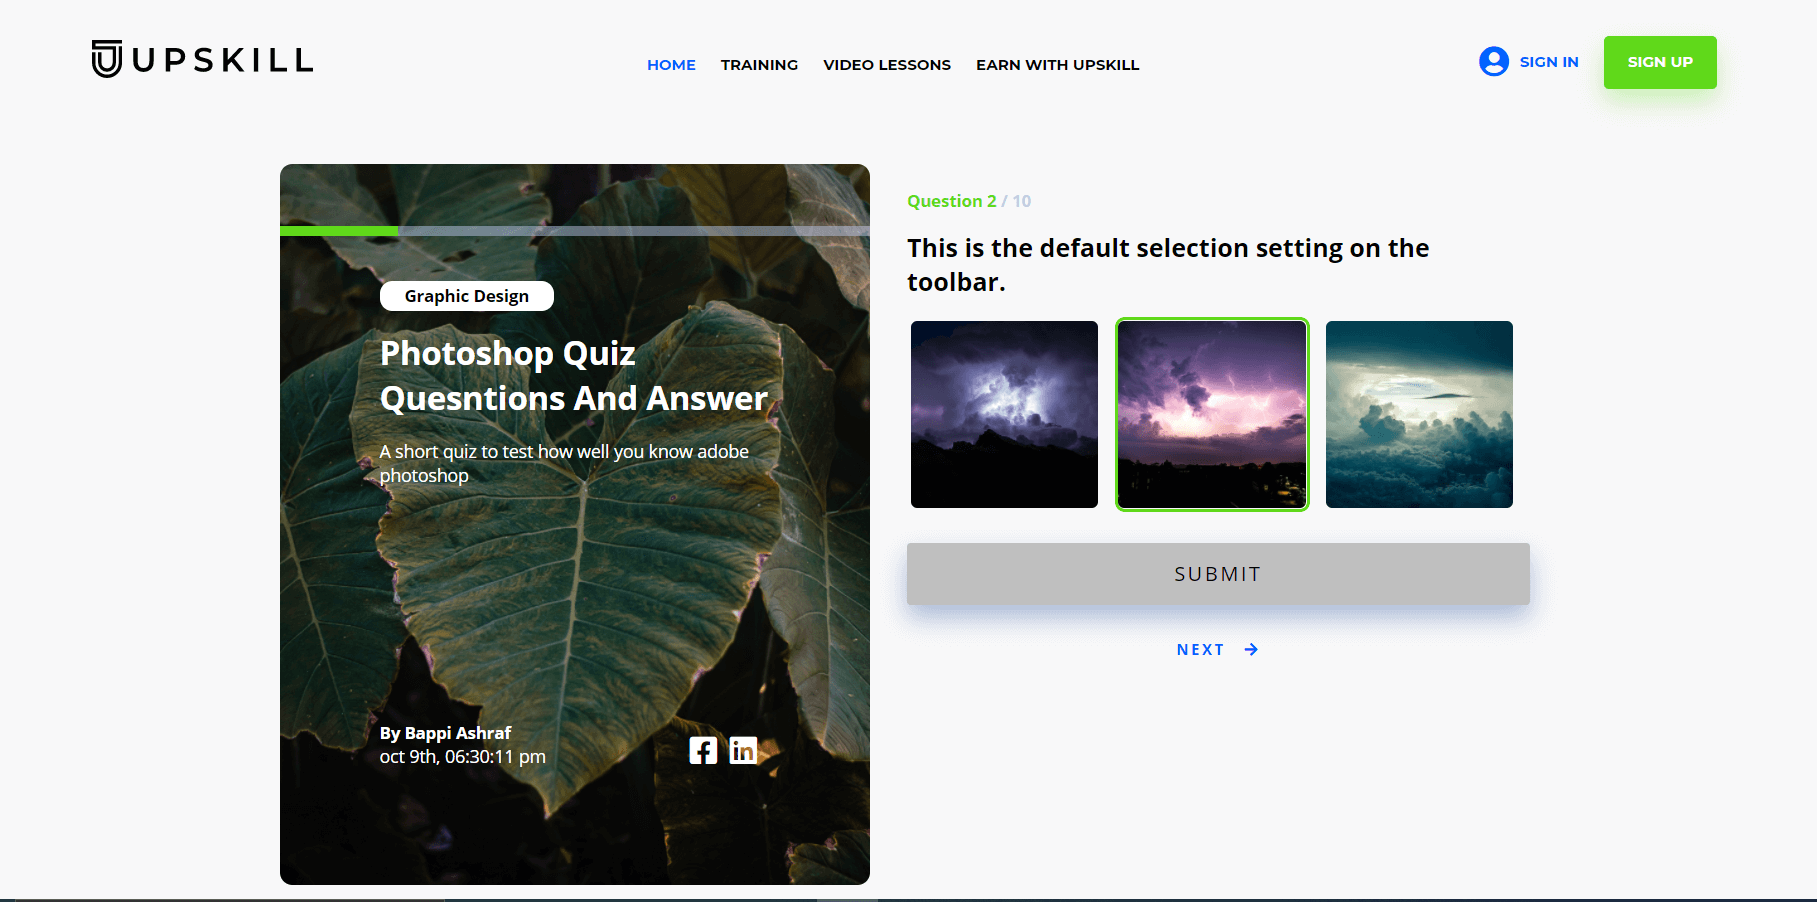 UPSKILL
HOME TRAINING VIDEO LESSONS EARN WITH UPSKILL
SIGN IN
SIGN UP
Graphic Design
Photoshop Quiz
Quesntions And Answer
A short quiz to test how well you know adobe
photoshop
By Bappi Ashraf
oct 9th, 06:30:11 pm
Question 2 / 10
This is the default selection setting on the
toolbar.
SUBMIT
NEXT →